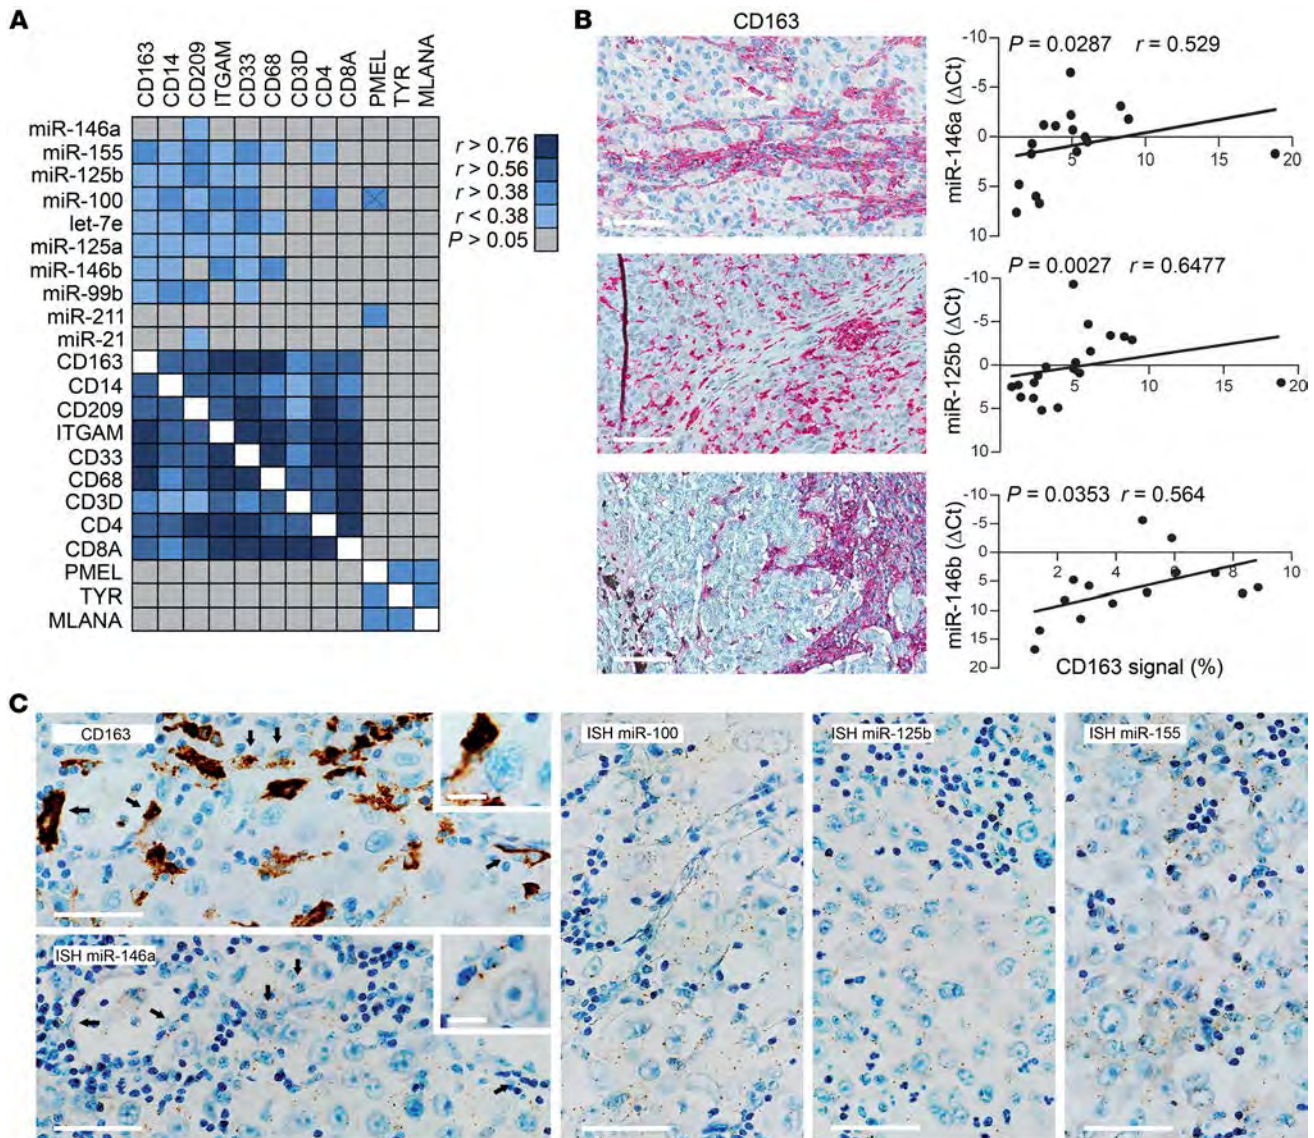 A
CD163
CD14
CD209
ITGAM
CD33
CD68
CD3D
CD4
CD8A
PMEL
TYR
MLANA
miR-146a
miR-155
miR-125b
miR-100
let-7e
miR-125a
miR-146b
miR-99b
miR-211
miR-21
CD163
CD14
CD209
ITGAM
CD33
CD68
CD3D
CD4
CD8A
PMEL
TYR
MLANA
r > 0.76
r > 0.56
r > 0.38
r < 0.38
P > 0.05
B
CD163
P = 0.0287 r = 0.529
miR-146a (ΔCt)
-10
-5
0
5
10
5 10 15 20
P = 0.0027 r = 0.6477
miR-125b (ΔCt)
-10
-5
0
5
10
5 10 15 20
P = 0.0353 r = 0.564
miR-146b (ΔCt)
-10
-5
0
5
10
15
20
2 4 6 8 10
CD163 signal (%)
C
CD163
ISH miR-146a
ISH miR-100
ISH miR-125b
ISH miR-155